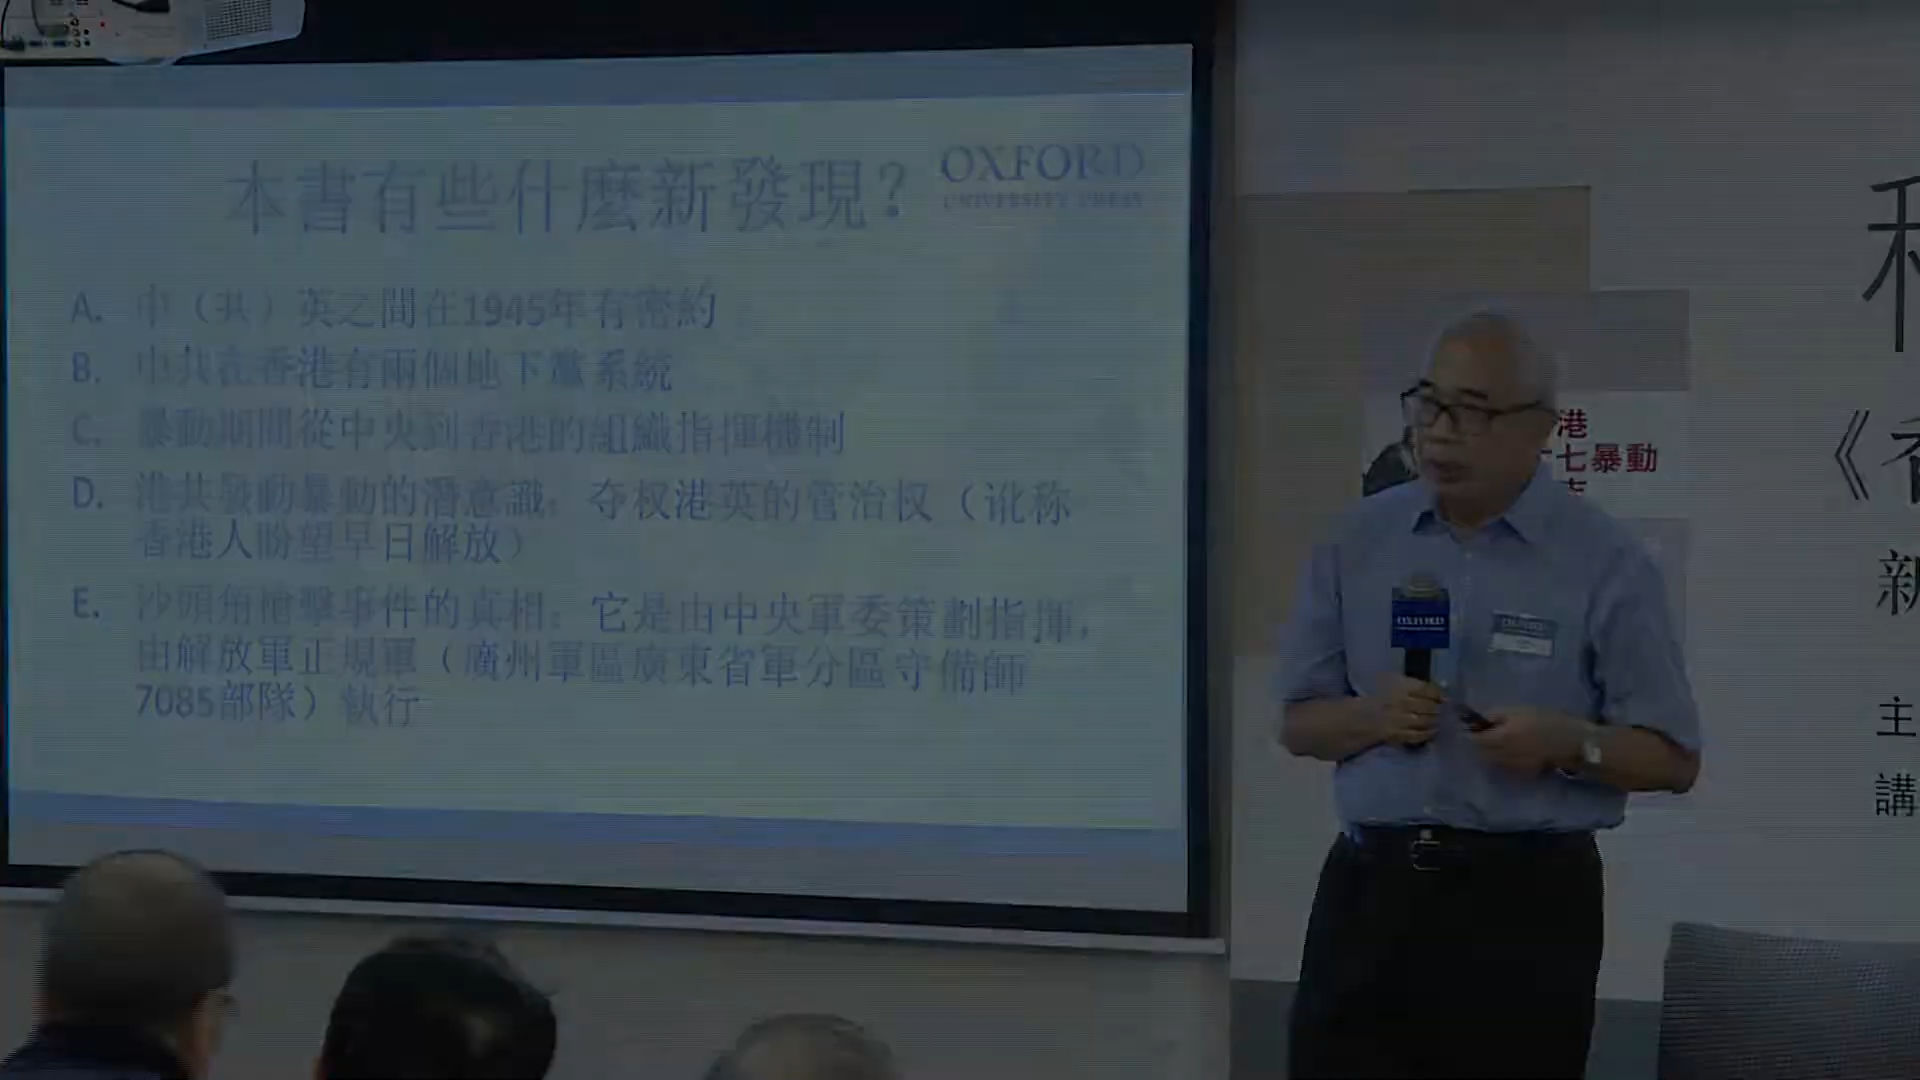 本書有些什麼新發現？
OXFORD
UNIVERSITY PRESS
A. 中（共）英之間在1945年有密約
B. 中共在香港有兩個地下黨系統
C. 暴動期間從中央到香港的組織指揮機制
D. 港共發動暴動的潛意識：夺权港英的管治权（讹称
香港人盼望早日解放）
E. 沙頭角槍擊事件的真相：它是由中央軍委策劃指揮，
由解放軍正規軍（廣州軍區廣東省軍分區守備師
7085部隊）執行
港
七暴動
OXFORD
OXFORD
《香
新
主
講